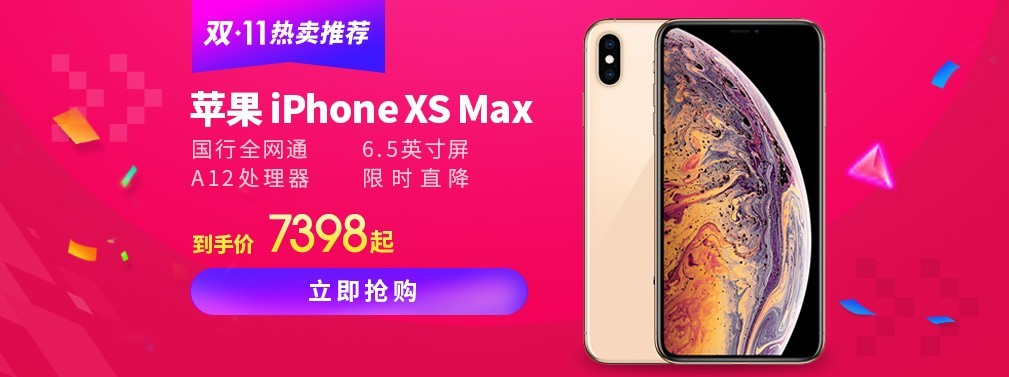 双·11热卖推荐
苹果 iPhone XS Max
国行全网通 6.5英寸屏
A12处理器 限时直降
到手价 7398起
立即抢购